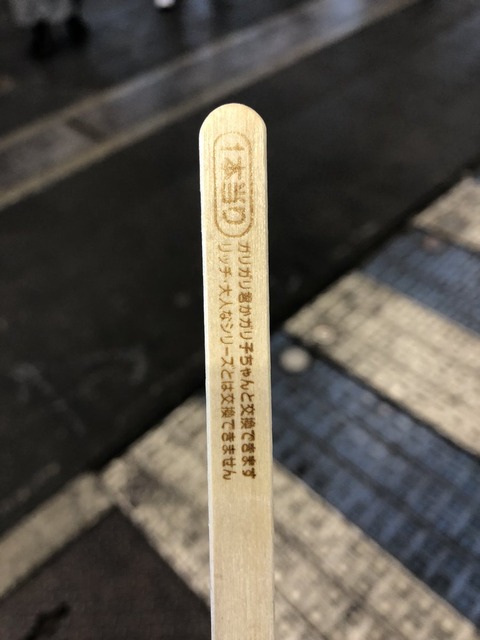 1本当り
ガリガリ君かガリ子ちゃんと交換できます
リッチ・大人なシリーズとは交換できません